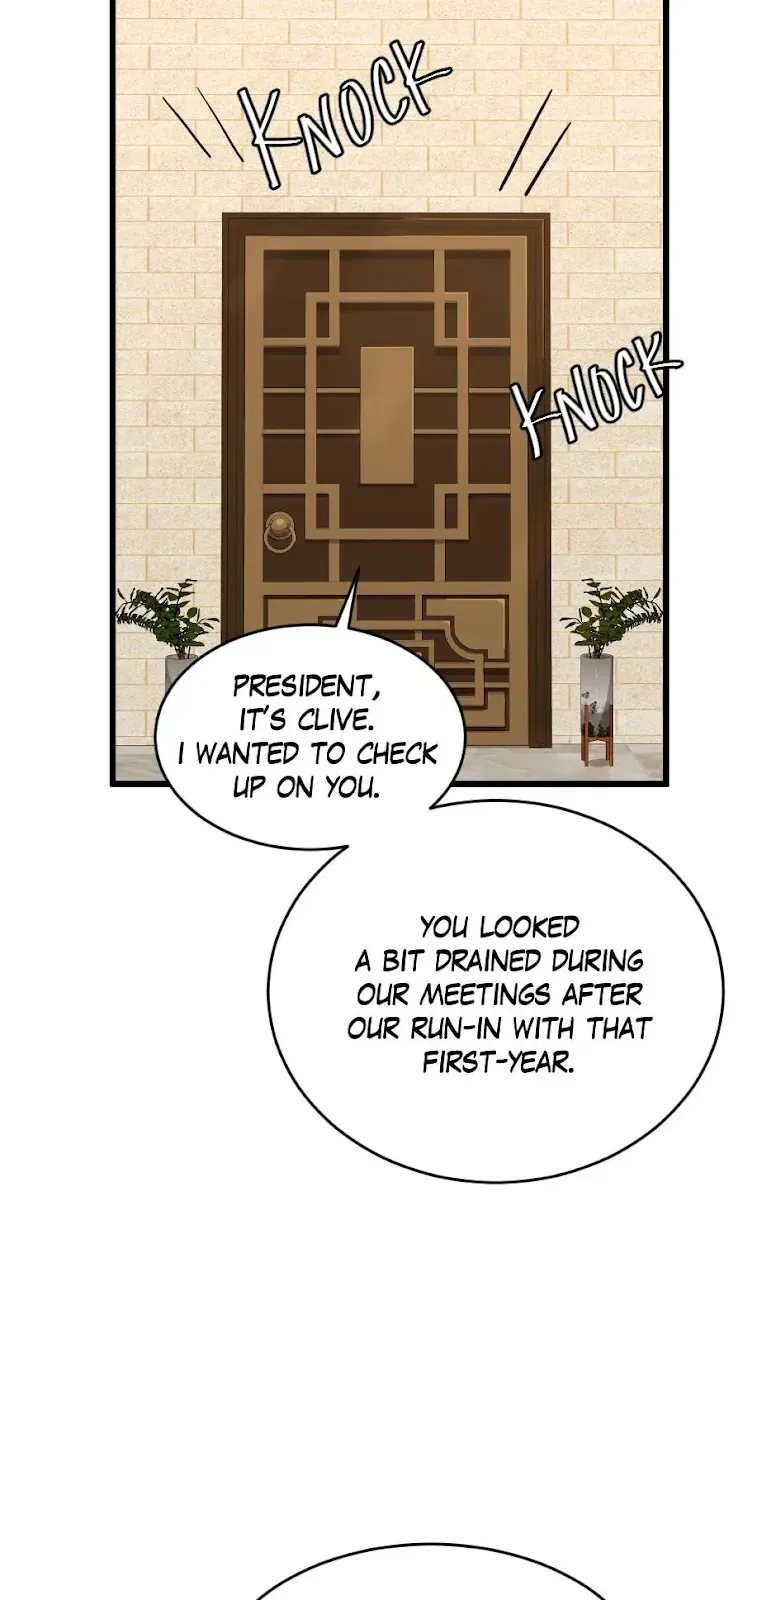 KNOCK
KNOCK
PRESIDENT,
IT'S CLIVE.
I WANTED TO CHECK
UP ON YOU.
YOU LOOKED
A BIT DRAINED DURING
OUR MEETINGS AFTER
OUR RUN-IN WITH THAT
FIRST-YEAR.